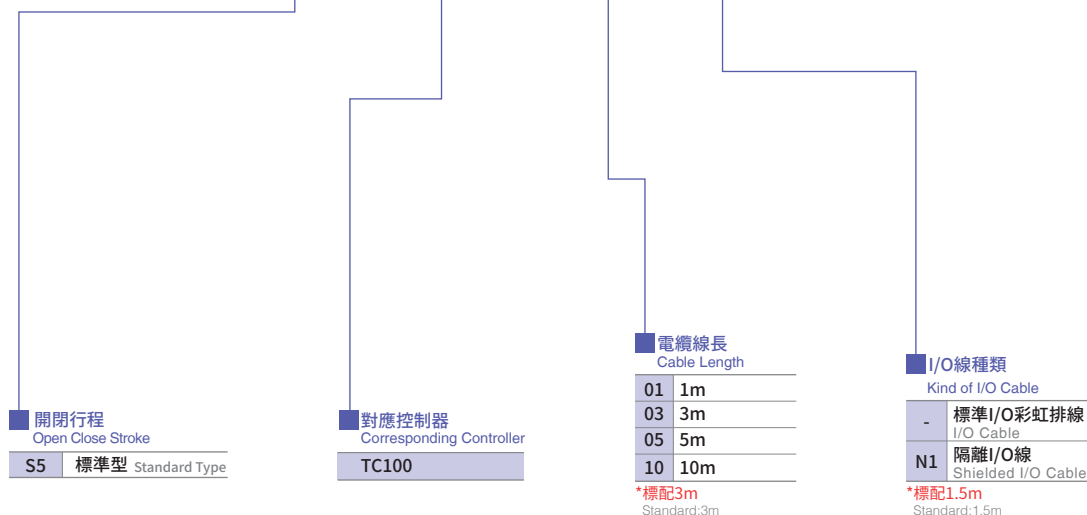 開閉行程
Open Close Stroke
S5 標準型 Standard Type
對應控制器
Corresponding Controller
TC100
電纜線長
Cable Length
01 1m
03 3m
05 5m
10 10m
*標配3m
Standard:3m
I/O線種類
Kind of I/O Cable
- 標準I/O彩虹排線
I/O Cable
N1 隔離I/O線
Shielded I/O Cable
*標配1.5m
Standard:1.5m